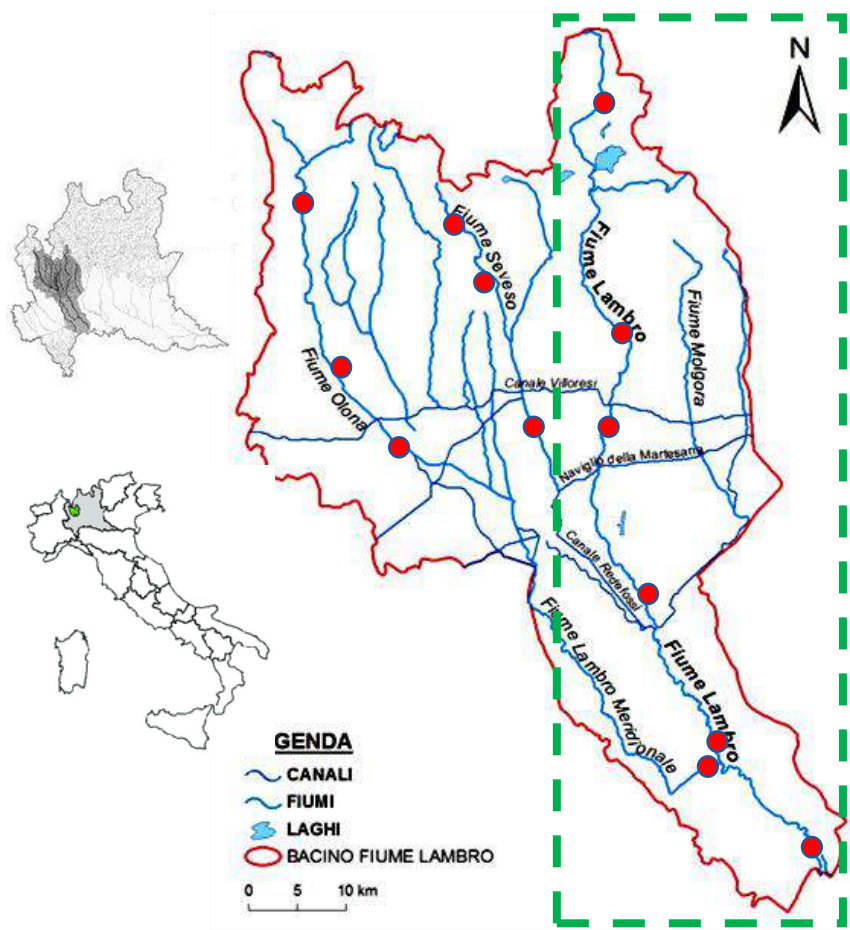 N
Fiume Seveso
Fiume Lambro
Fiume Molgora
Fiume Olona
Canale Villoresi
Naviglio della Martesana
Canale Redefossi
Fiume Lambro Meridionale
Fiume Lambro
GENDA
CANALI
FIUMI
LAGHI
BACINO FIUME LAMBRO
0 5 10 km